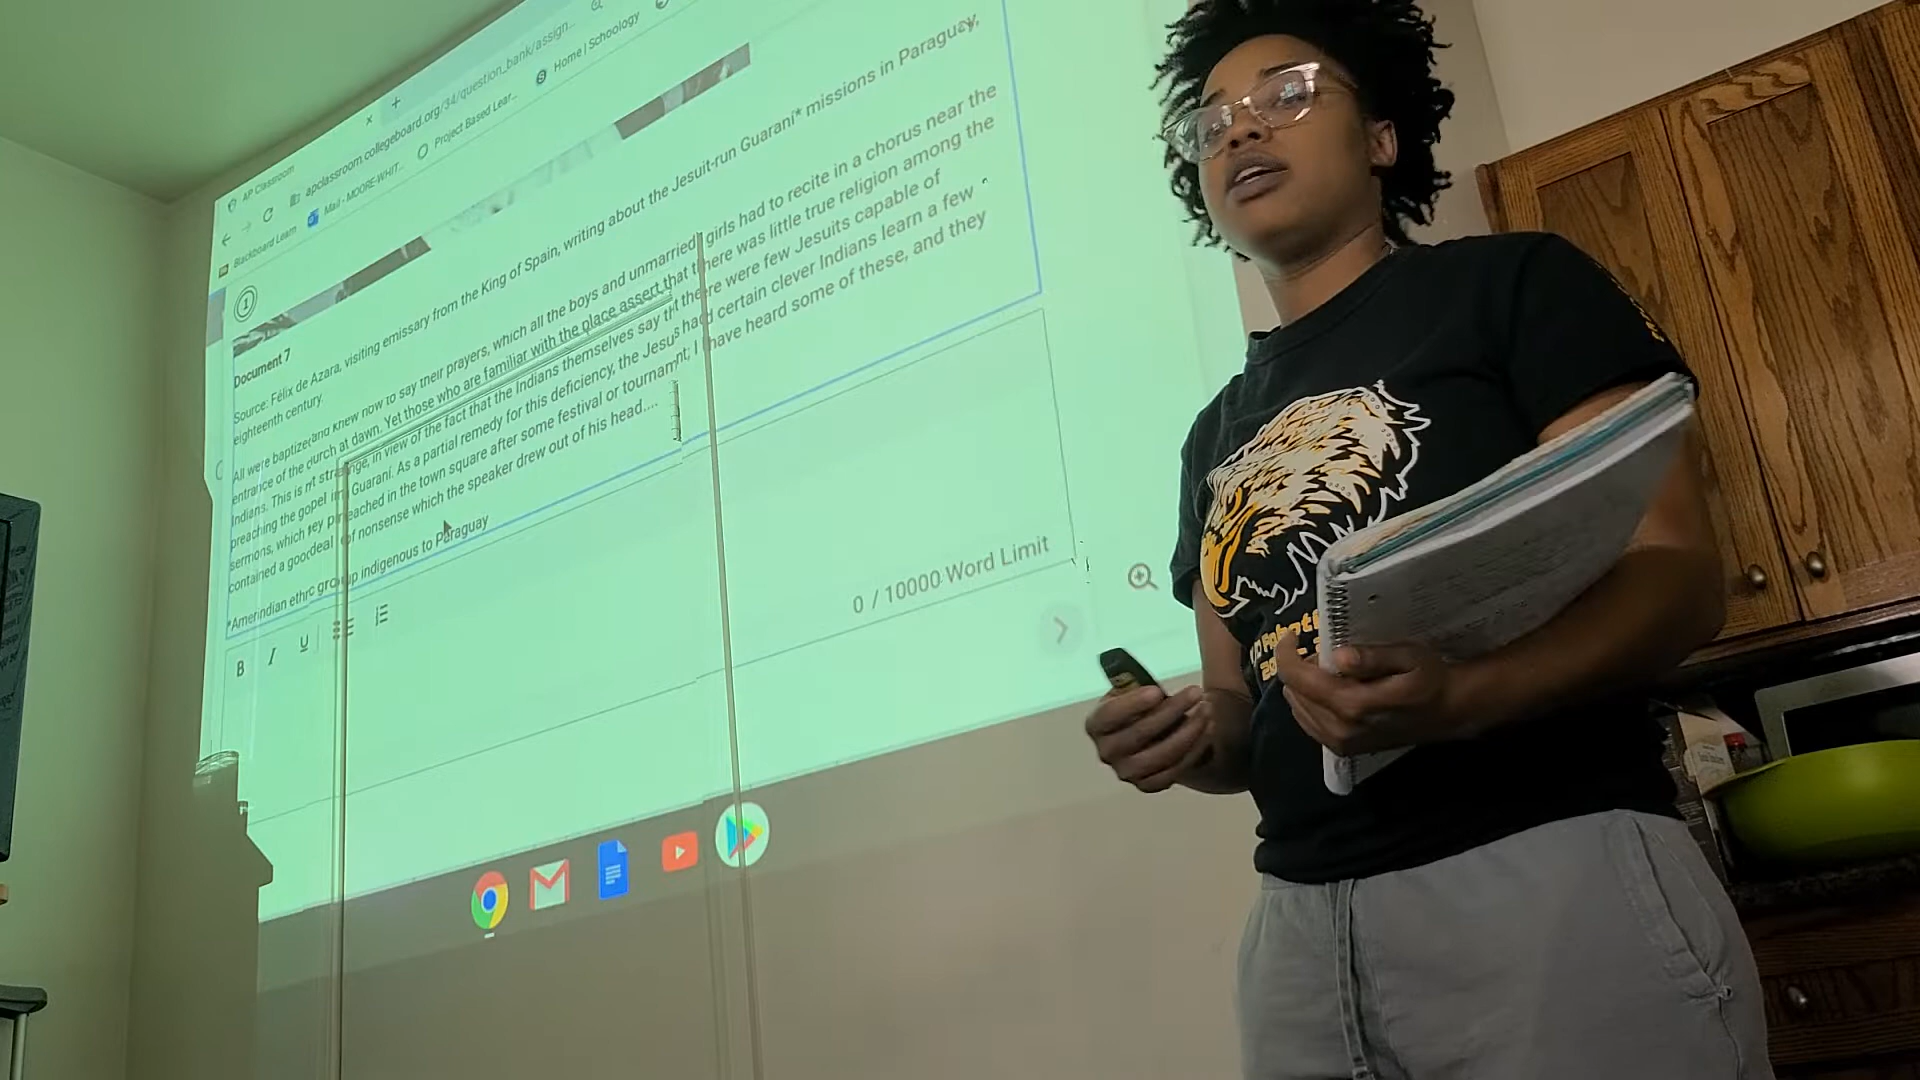 AP Classroom
apclassroom.collegeboard.org/34/question_bank/assign...
Blackboard Learn
Mail - MOORE-WHIT...
Project Based Lear...
Home | Schoology
1
Document 7
Source: Félix de Azara, visiting emissary from the King of Spain, writing about the Jesuit-run Guaraní* missions in Paraguay,
eighteenth century.
All were baptized and knew how to say their prayers, which all the boys and unmarried girls had to recite in a chorus near the
entrance of the church at dawn. Yet those who are familiar with the place assert that there was little true religion among the
Indians. This is not strange, in view of the fact that the Indians themselves say that there were few Jesuits capable of
preaching the gospel in Guaraní. As a partial remedy for this deficiency, the Jesuits had certain clever Indians learn a few
sermons, which they preached in the town square after some festival or tournament; I have heard some of these, and they
contained a good deal of nonsense which the speaker drew out of his head....
*Amerindian ethnic group indigenous to Paraguay
B I U
0 / 10000 Word Limit